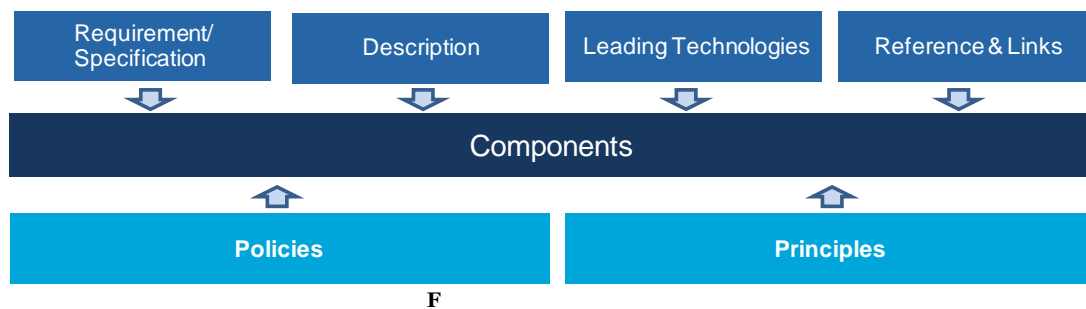 Requirement/
Specification
Description
Leading Technologies
Reference & Links
Components
Policies
Principles
F